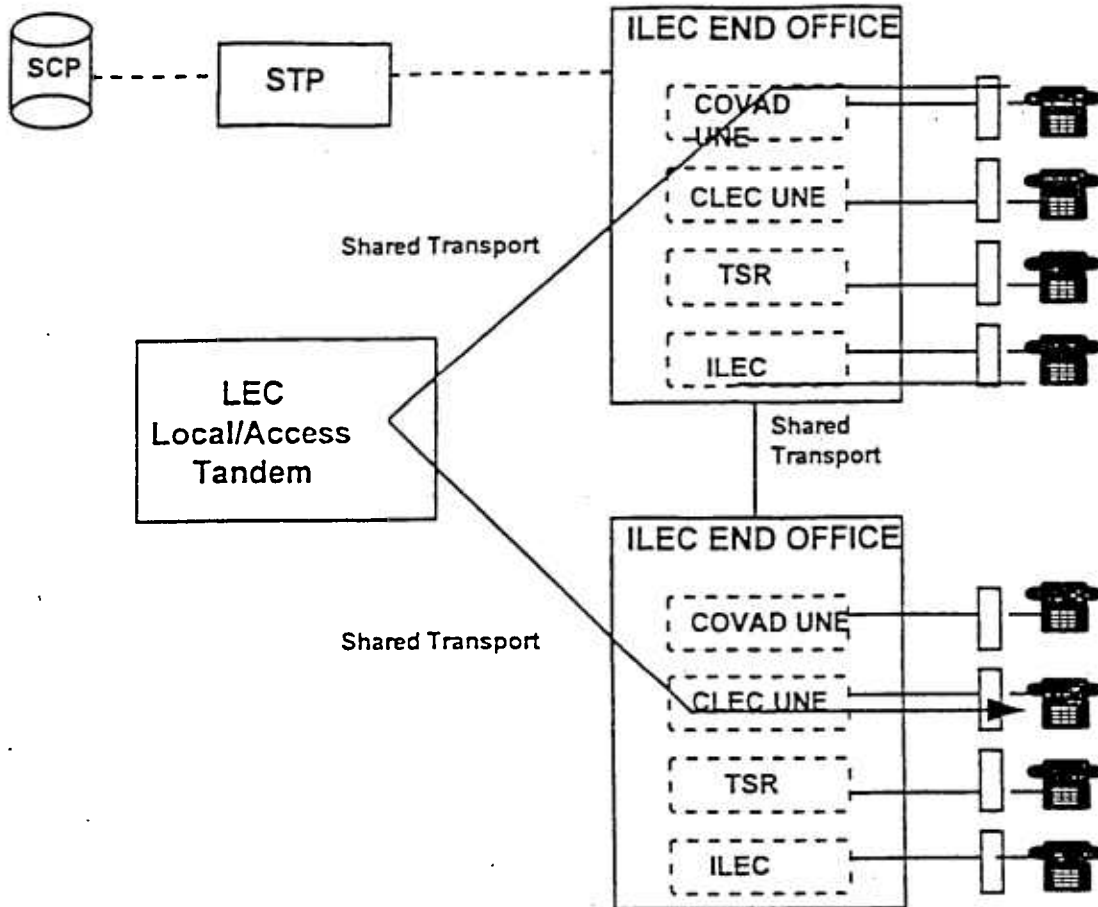 ILEC END OFFICE
SCP
STP
COVAD
UNE
CLEC UNE
TSR
ILEC
Shared Transport
LEC
Local/Access
Tandem
Shared
Transport
ILEC END OFFICE
COVAD UNE
Shared Transport
CLEC UNE
TSR
ILEC